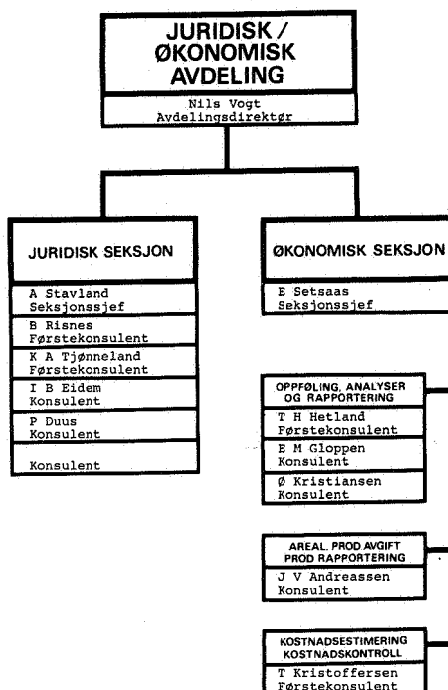 JURIDISK /
ØKONOMISK
AVDELING
Nils Vogt
Avdelingsdirektør
JURIDISK SEKSJON
A Stavland
Seksjonssjef
B Risnes
Førstekonsulent
K A Tjønneland
Førstekonsulent
I B Eidem
Konsulent
P Duus
Konsulent
Konsulent
ØKONOMISK SEKSJON
E Setsaas
Seksjonssjef
OPPFØLING, ANALYSER
OG RAPPORTERING
T H Hetland
Førstekonsulent
E M Gloppen
Konsulent
Ø Kristiansen
Konsulent
AREAL. PROD.AVGIFT
PROD RAPPORTERING
J V Andreassen
Konsulent
KOSTNADSESTIMERING
KOSTNADSKONTROLL
T Kristoffersen
Førstekonsulent